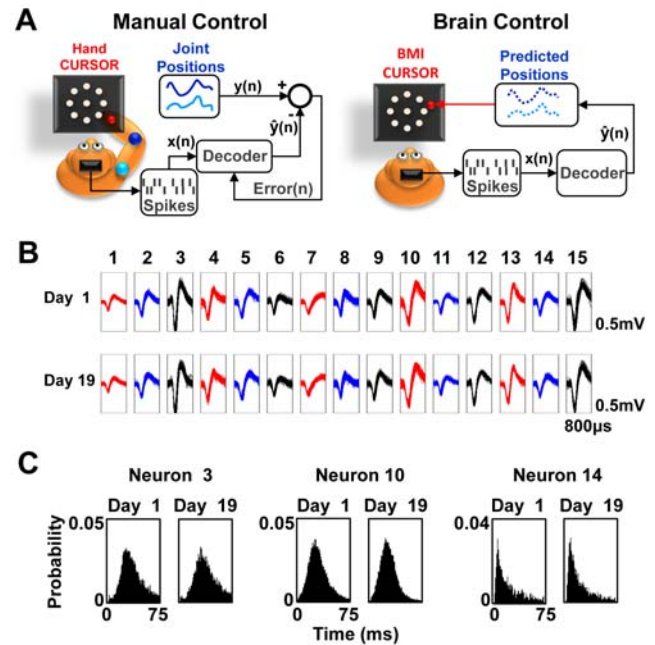 A
Manual Control
Brain Control
Hand
CURSOR
Joint
Positions
y(n)
+
-
ŷ(n)
x(n)
Decoder
Spikes
Error(n)
BMI
CURSOR
Predicted
Positions
ŷ(n)
x(n)
Spikes
Decoder
B
1 2 3 4 5 6 7 8 9 10 11 12 13 14 15
Day 1
0.5mV
Day 19
0.5mV
800µs
C
Neuron 3
Neuron 10
Neuron 14
Day 1 Day 19
Day 1 Day 19
Day 1 Day 19
Probability
0.05
0
0 75
0.05
0
0 75
0.04
0
0 75
Time (ms)